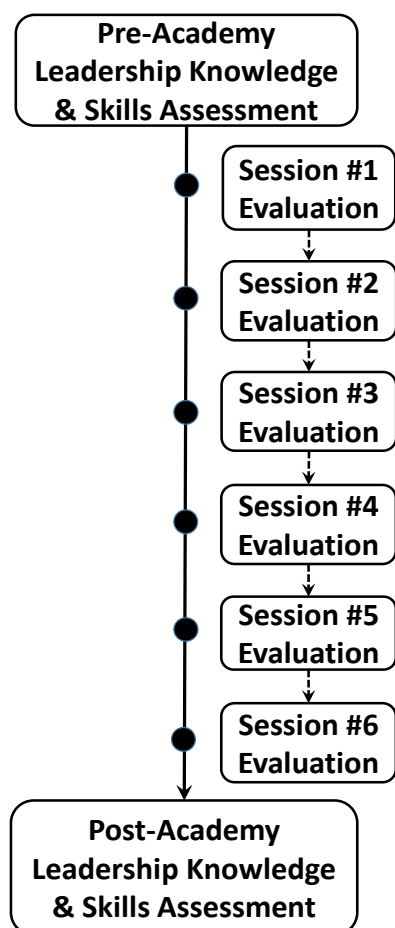 Pre-Academy
Leadership Knowledge
& Skills Assessment
Session #1
Evaluation
Session #2
Evaluation
Session #3
Evaluation
Session #4
Evaluation
Session #5
Evaluation
Session #6
Evaluation
Post-Academy
Leadership Knowledge
& Skills Assessment